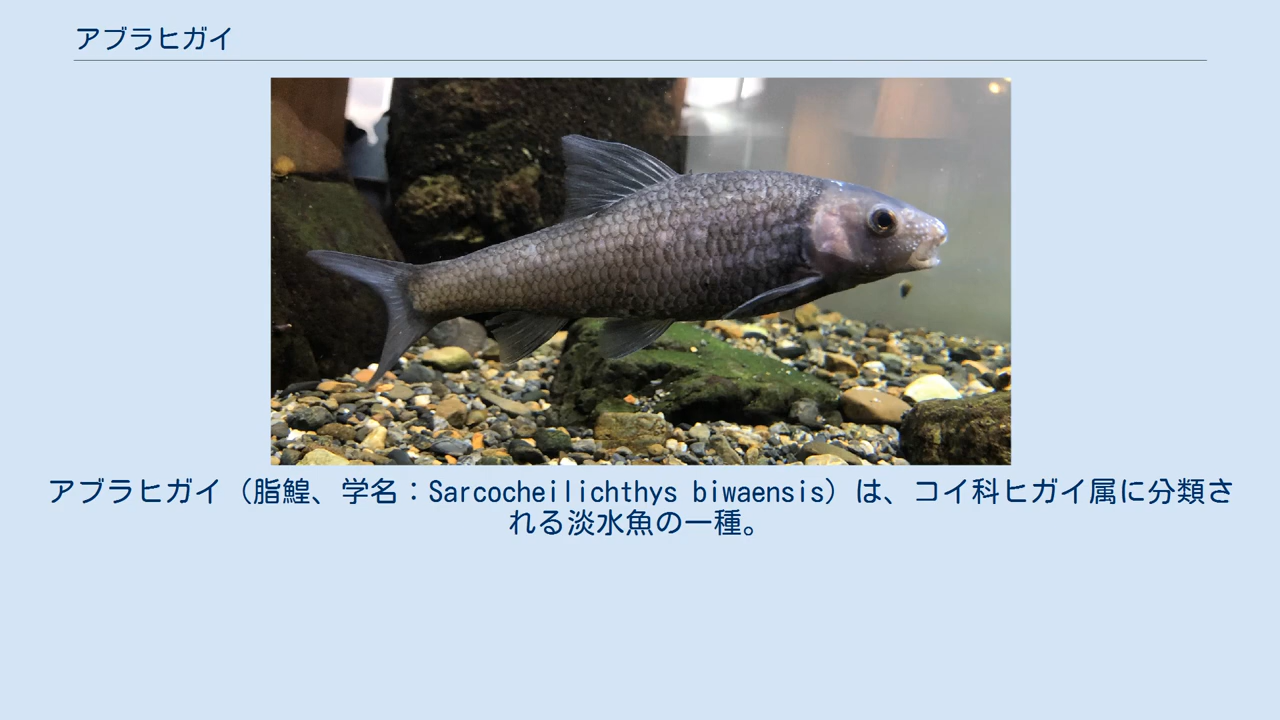 アブラヒガイ
アブラヒガイ（脂鰉、学名：Sarcocheilichthys biwaensis）は、コイ科ヒガイ属に分類さ
れる淡水魚の一種。